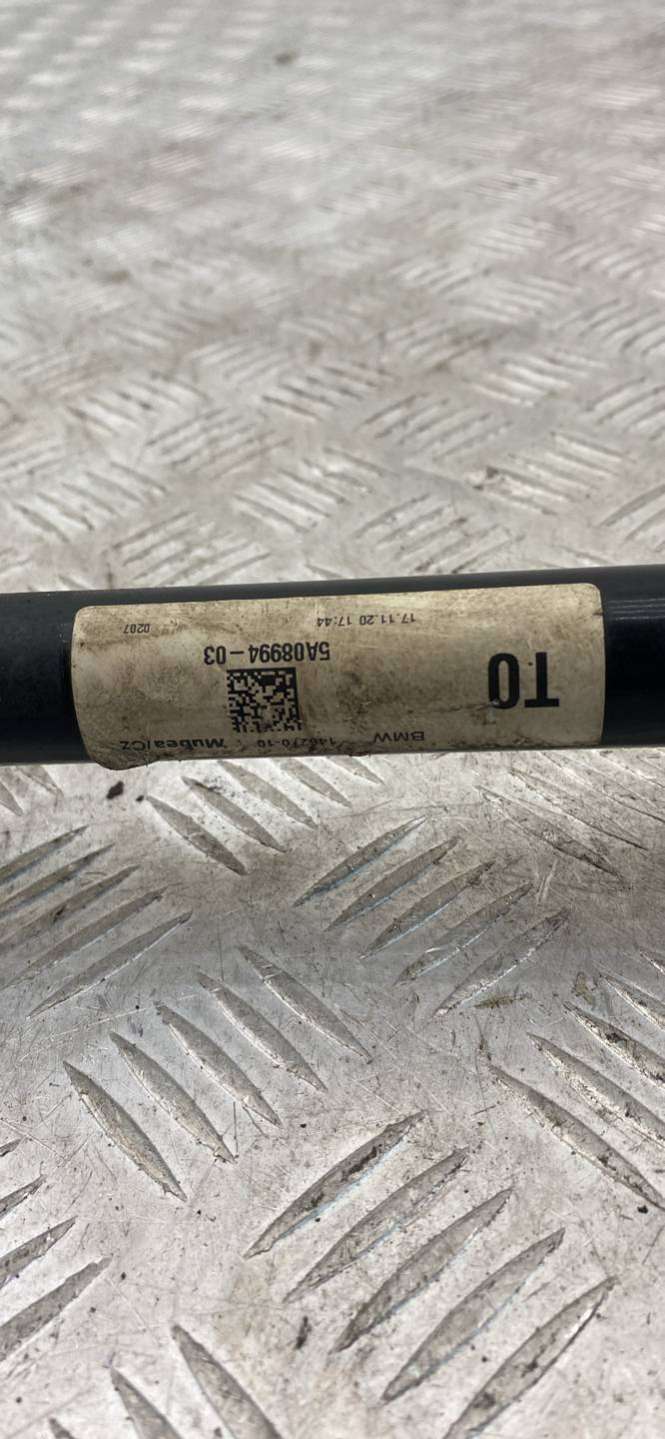 BMW 146270-10 Mubea/Cz
T0
5A08994-03
17.11.20 17:44
0207